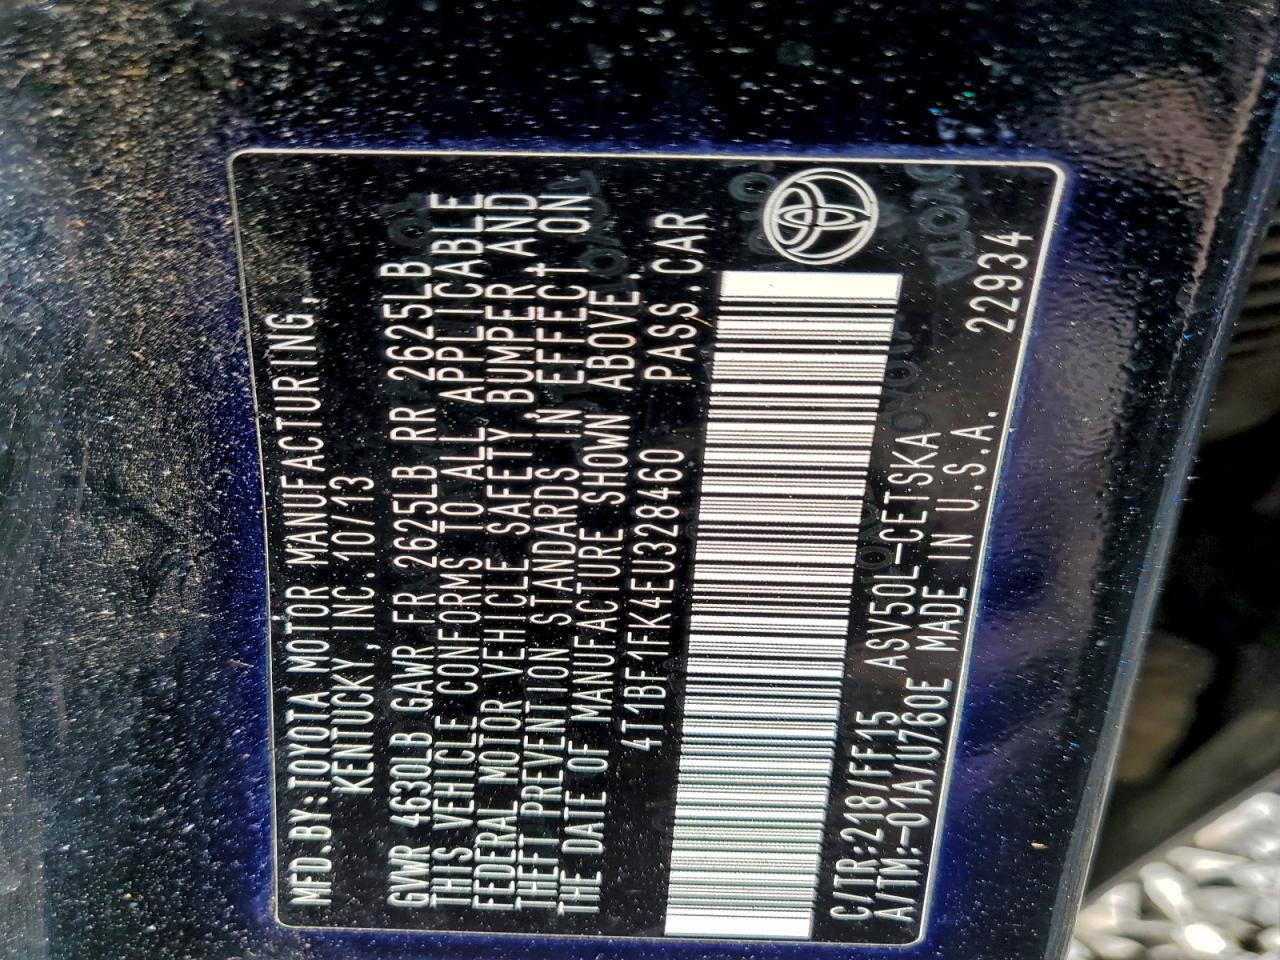 MFD.BY:TOYOTA MOTOR MANUFACTURING,
KENTUCKY,INC.10/13
GVWR 4630LB GAWR FR 2625LB RR 2625LB
THIS VEHICLE CONFORMS TO ALL APPLICABLE
FEDERAL MOTOR VEHICLE SAFETY, BUMPER, AND
THEFT PREVENTION STANDARDS IN EFFECT ON
THE DATE OF MANUFACTURE SHOWN ABOVE.
4T1BF1FK4EU328460 PASS.CAR
C/TR:218/FE15 ASV50L-CETSKA
A/TM:-01A/U760E MADE IN U.S.A. 22934